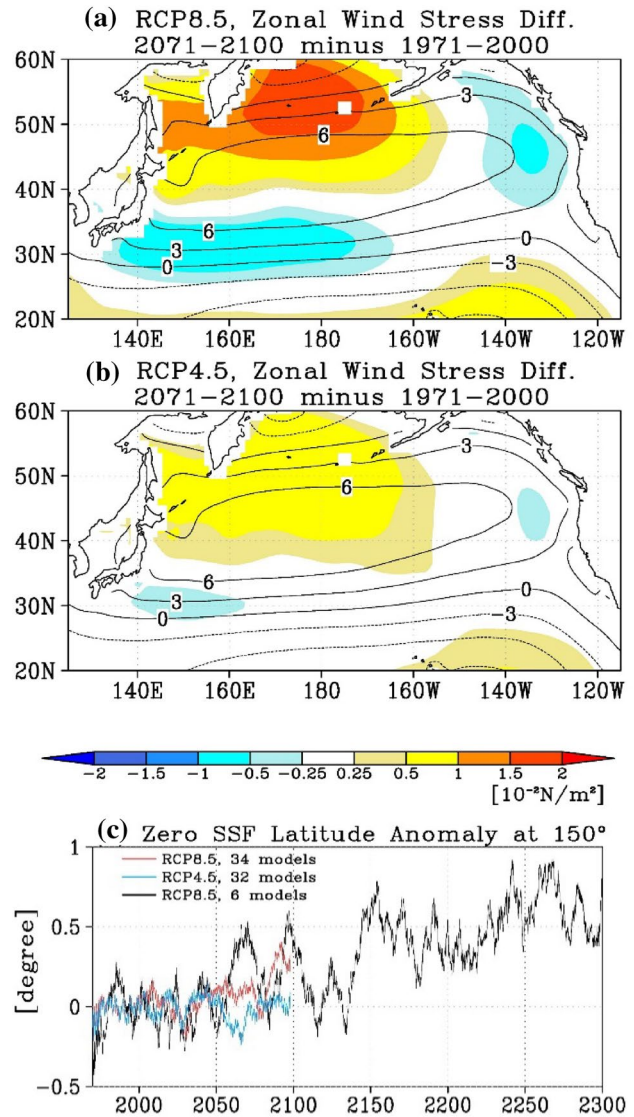 (a) RCP8.5, Zonal Wind Stress Diff.
2071−2100 minus 1971−2000
60N
50N
40N
30N
20N
3
6
6
3
0
0
−3
140E 160E 180 160W 140W 120W
(b) RCP4.5, Zonal Wind Stress Diff.
2071−2100 minus 1971−2000
60N
50N
40N
30N
20N
3
6
6
3
0
0
−3
140E 160E 180 160W 140W 120W
−2 −1.5 −1 −0.5 −0.25 0.25 0.5 1 1.5 2
[10⁻²N/m²]
(c) Zero SSF Latitude Anomaly at 150°
RCP8.5, 34 models
RCP4.5, 32 models
RCP8.5, 6 models
[degree]
1
0.5
0
−0.5
2000 2050 2100 2150 2200 2250 2300